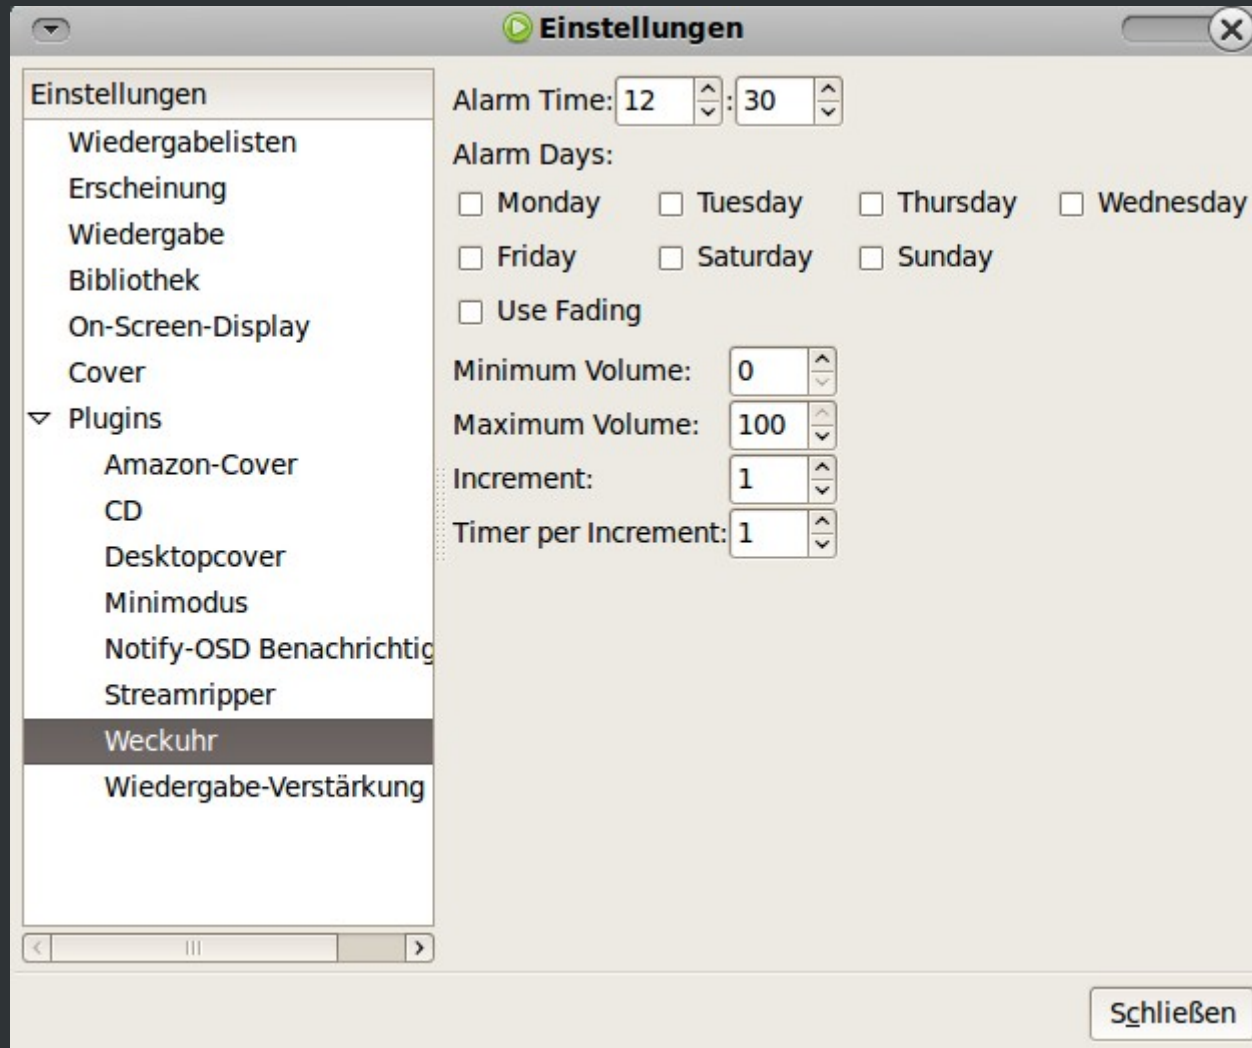 Einstellungen
Einstellungen
Wiedergabelisten
Erscheinung
Wiedergabe
Bibliothek
On-Screen-Display
Cover
Plugins
Amazon-Cover
CD
Desktopcover
Minimodus
Notify-OSD Benachrichtig
Streamripper
Weckuhr
Wiedergabe-Verstärkung
Alarm Time: 12 : 30
Alarm Days:
Monday Tuesday Thursday Wednesday
Friday Saturday Sunday
Use Fading
Minimum Volume: 0
Maximum Volume: 100
Increment: 1
Timer per Increment: 1
Schließen